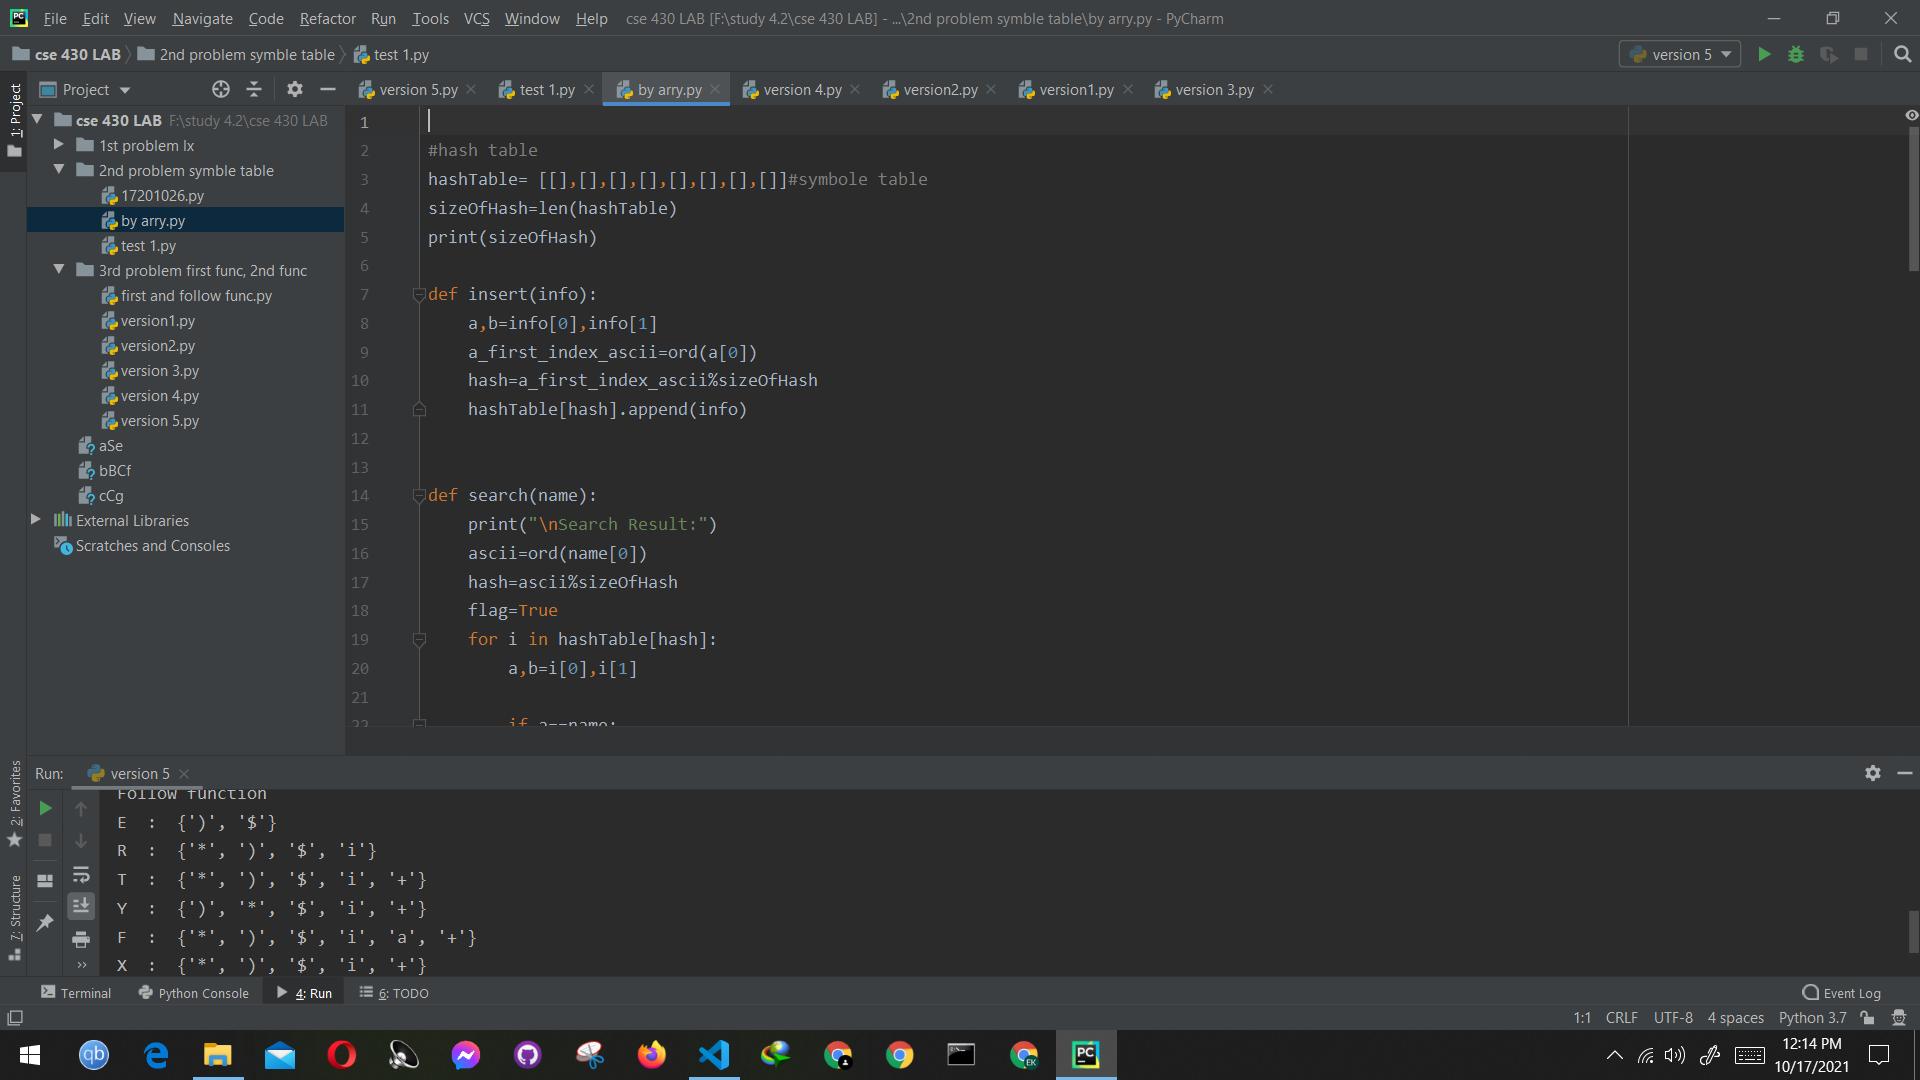 File Edit View Navigate Code Refactor Run Tools VCS Window Help cse 430 LAB [F:\study 4.2\cse 430 LAB] - ...\2nd problem symble table\by arry.py - PyCharm
cse 430 LAB 2nd problem symble table test 1.py version 5
1: Project
Project
version 5.py test 1.py by arry.py version 4.py version2.py version1.py version 3.py
cse 430 LAB F:\study 4.2\cse 430 LAB
1st problem lx
2nd problem symble table
17201026.py
by arry.py
test 1.py
3rd problem first func, 2nd func
first and follow func.py
version1.py
version2.py
version 3.py
version 4.py
version 5.py
aSe
bBCf
cCg
External Libraries
Scratches and Consoles
1
2 #hash table
3 hashTable= [[],[],[],[],[],[],[],[]]#symbole table
4 sizeOfHash=len(hashTable)
5 print(sizeOfHash)
6
7 def insert(info):
8 a,b=info[0],info[1]
9 a_first_index_ascii=ord(a[0])
10 hash=a_first_index_ascii%sizeOfHash
11 hashTable[hash].append(info)
12
13
14 def search(name):
15 print("\nSearch Result:")
16 ascii=ord(name[0])
17 hash=ascii%sizeOfHash
18 flag=True
19 for i in hashTable[hash]:
20 a,b=i[0],i[1]
21
22 if a==name:
Run: version 5
2: Favorites
7: Structure
Follow function
E : {')', '$'}
R : {'*', ')', '$', 'i'}
T : {'*', ')', '$', 'i', '+'}
Y : {')', '*', '$', 'i', '+'}
F : {'*', ')', '$', 'i', 'a', '+'}
X : {'*', ')', '$', 'i', '+'}
Terminal Python Console 4: Run 6: TODO Event Log
1:1 CRLF UTF-8 4 spaces Python 3.7
12:14 PM
10/17/2021